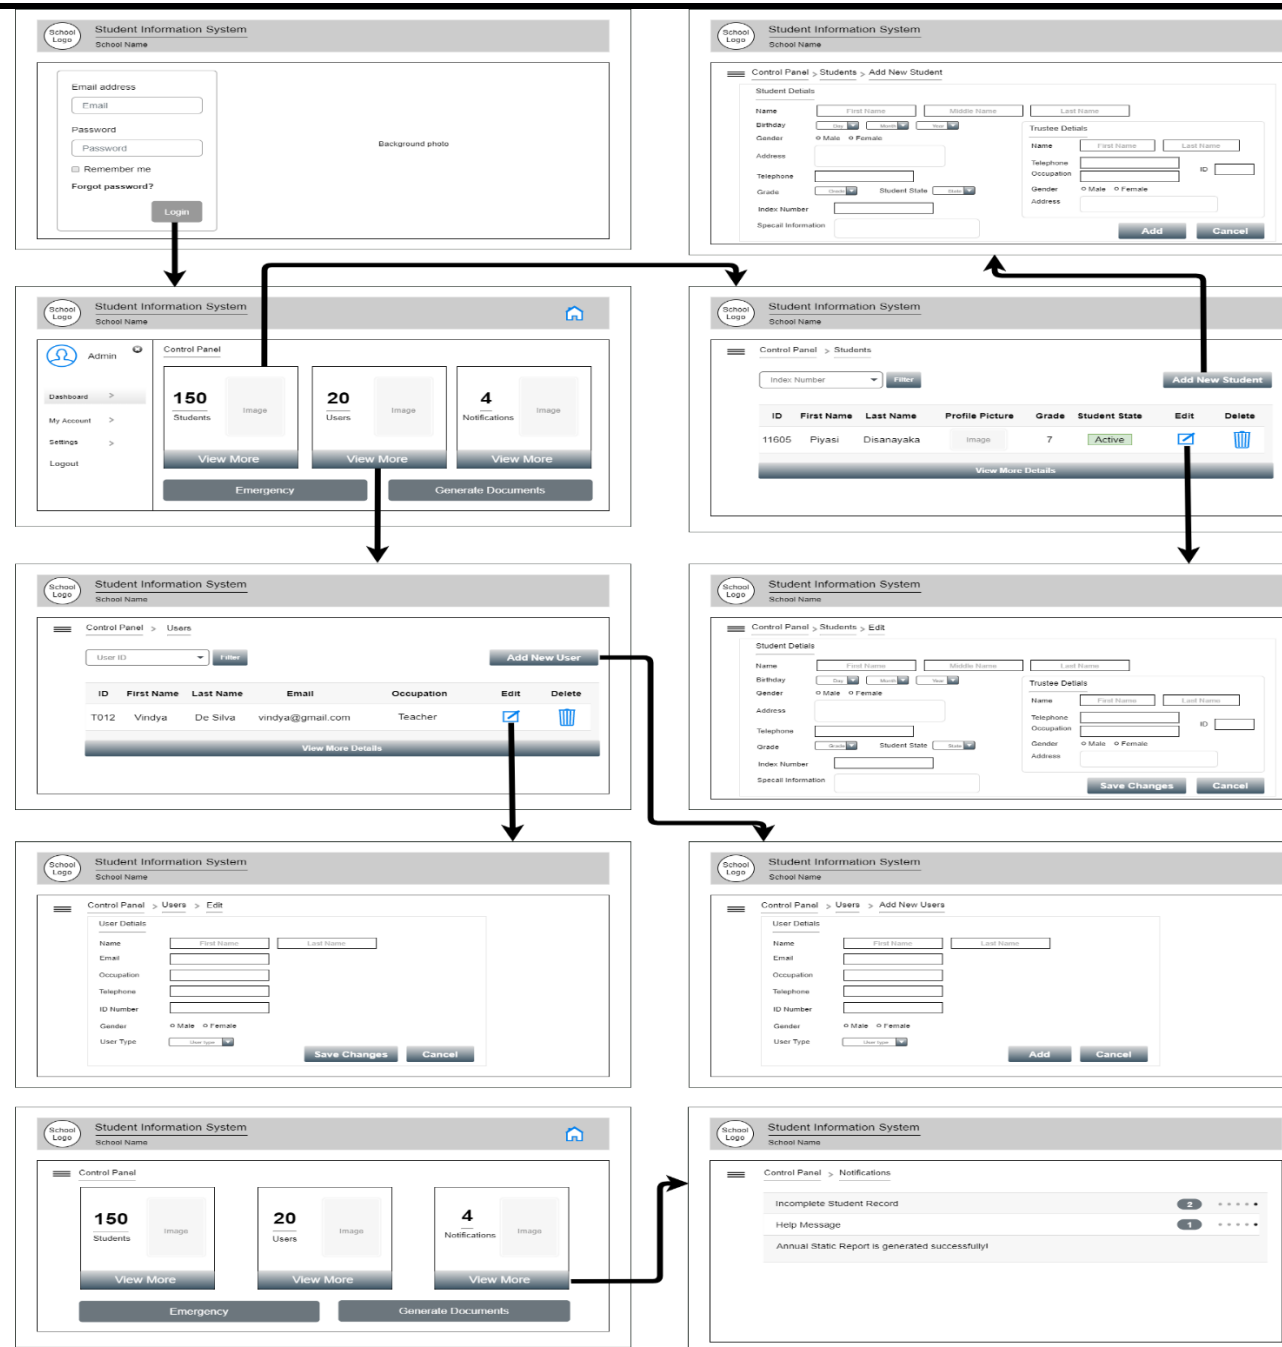 School Logo
Student Information System
School Name
Email address
Email
Password
Password
Remember me
Forgot password?
Login
Background photo
School Logo
Student Information System
School Name
Control Panel > Students > Add New Student
Student Detials
Name First Name Middle Name Last Name
Birthday Day Month Year
Gender Male Female
Address
Telephone
Grade Grade Student State State
Index Number
Specail Information
Trustee Detials
Name First Name Last Name
Telephone
Occupation ID
Gender Male Female
Address
Add Cancel
School Logo
Student Information System
School Name
Admin
Dashboard >
My Account >
Settings >
Logout
Control Panel
150 Students Image
View More
20 Users Image
View More
4 Notifications Image
View More
Emergency
Generate Documents
School Logo
Student Information System
School Name
Control Panel > Students
Index Number Filter Add New Student
ID First Name Last Name Profile Picture Grade Student State Edit Delete
11605 Piyasi Disanayaka Image 7 Active
View More Details
School Logo
Student Information System
School Name
Control Panel > Users
User ID Filter Add New User
ID First Name Last Name Email Occupation Edit Delete
T012 Vindya De Silva vindya@gmail.com Teacher
View More Details
School Logo
Student Information System
School Name
Control Panel > Students > Edit
Student Detials
Name First Name Middle Name Last Name
Birthday Day Month Year
Gender Male Female
Address
Telephone
Grade Grade Student State State
Index Number
Specail Information
Trustee Detials
Name First Name Last Name
Telephone
Occupation ID
Gender Male Female
Address
Save Changes Cancel
School Logo
Student Information System
School Name
Control Panel > Users > Edit
User Detials
Name First Name Last Name
Email
Occupation
Telephone
ID Number
Gender Male Female
User Type User type
Save Changes Cancel
School Logo
Student Information System
School Name
Control Panel > Users > Add New Users
User Detials
Name First Name Last Name
Email
Occupation
Telephone
ID Number
Gender Male Female
User Type User type
Add Cancel
School Logo
Student Information System
School Name
Control Panel
150 Students Image
View More
20 Users Image
View More
4 Notifications Image
View More
Emergency
Generate Documents
School Logo
Student Information System
School Name
Control Panel > Notifications
Incomplete Student Record 2
Help Message 1
Annual Static Report is generated successfully!